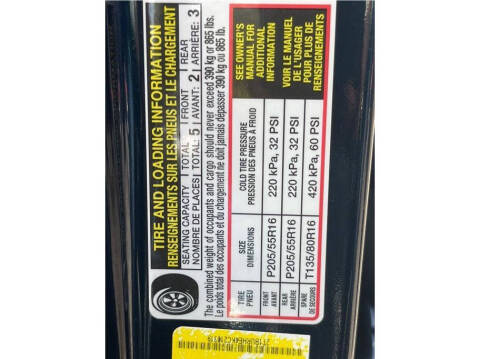 TIRE AND LOADING INFORMATION
RENSEIGNEMENTS SUR LES PNEUS ET LE CHARGEMENT
SEATING CAPACITY TOTAL 5 FRONT 2 REAR 3
NOMBRE DE PLACES TOTAL: AVANT: ARRIÈRE:
The combined weight of occupants and cargo should never exceed 390 kg or 865 lbs.
Le poids total des occupants et du chargement ne doit jamais dépasser 390 kg ou 865 lb.
TIRE SIZE COLD TIRE PRESSURE
PNEU DIMENSIONS PRESSION DES PNEUS À FROID
FRONT
AVANT P205/55R16 220 kPa, 32 PSI
REAR
ARRIÈRE P205/55R16 220 kPa, 32 PSI
SPARE
DE SECOURS T135/80R16 420 kPa, 60 PSI
SEE OWNER'S
MANUAL FOR
ADDITIONAL
INFORMATION
VOIR LE MANUEL
DE L'USAGER
POUR PLUS DE
RENSEIGNEMENTS